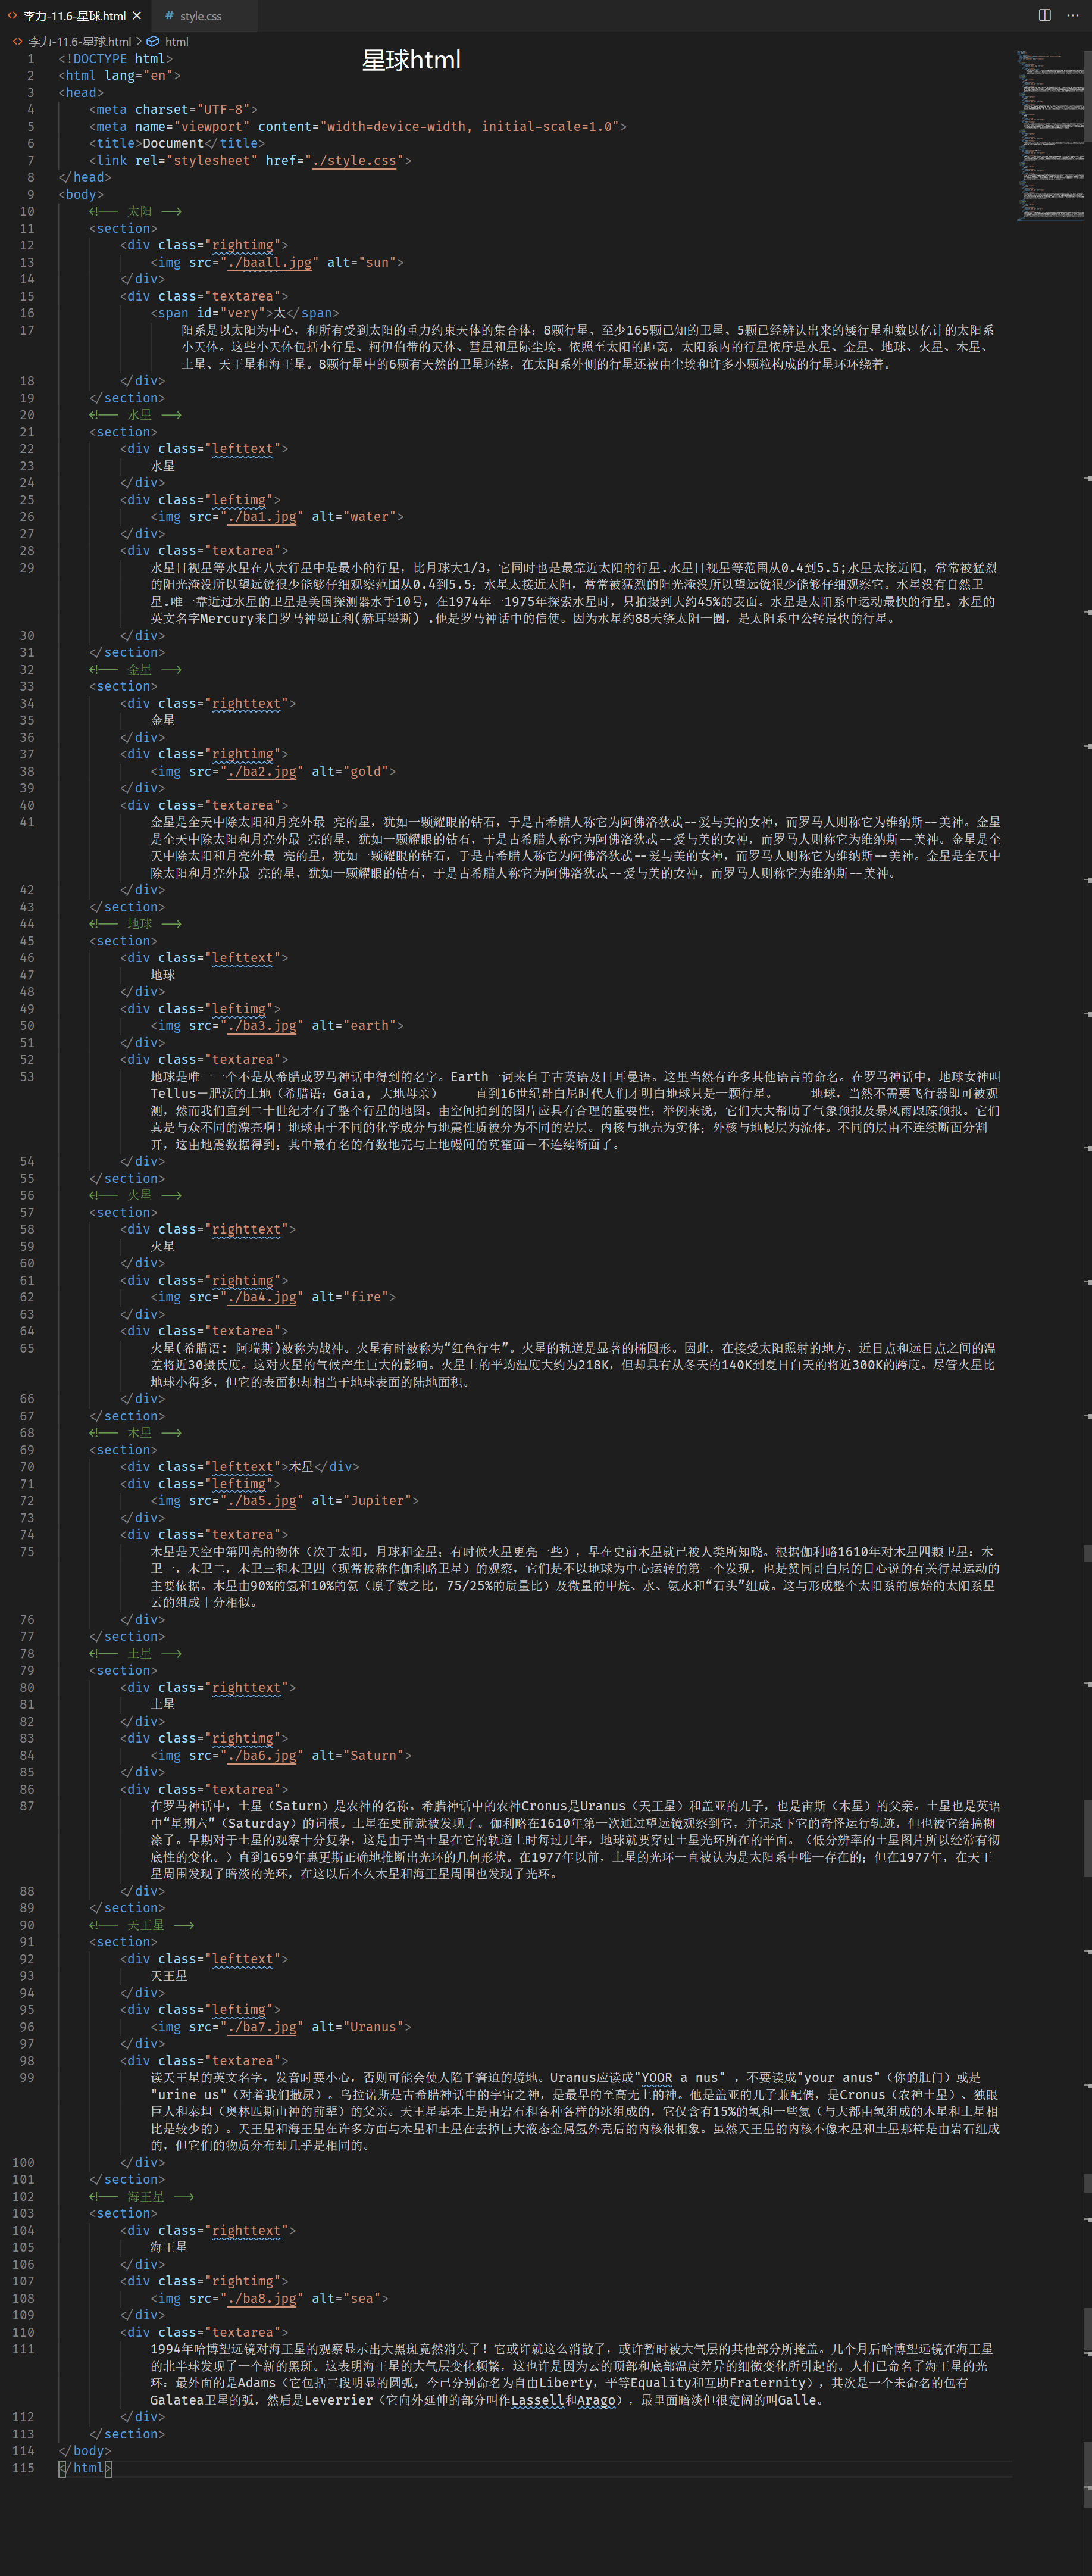 李力-11.6-星球.html
# style.css
李力-11.6-星球.html > html
星球html
1 <!DOCTYPE html>
2 <html lang="en">
3 <head>
4 <meta charset="UTF-8">
5 <meta name="viewport" content="width=device-width, initial-scale=1.0">
6 <title>Document</title>
7 <link rel="stylesheet" href="./style.css">
8 </head>
9 <body>
10 <!-- 太阳 -->
11 <section>
12 <div class="rightimg">
13 <img src="./baall.jpg" alt="sun">
14 </div>
15 <div class="textarea">
16 <span id="very">太</span>
17 阳系是以太阳为中心，和所有受到太阳的重力约束天体的集合体：8颗行星、至少165颗已知的卫星、5颗已经辨认出来的矮行星和数以亿计的太阳系
小天体。这些小天体包括小行星、柯伊伯带的天体、彗星和星际尘埃。依照至太阳的距离，太阳系内的行星依序是水星、金星、地球、火星、木星、
土星、天王星和海王星。8颗行星中的6颗有天然的卫星环绕，在太阳系外侧的行星还被由尘埃和许多小颗粒构成的行星环环绕着。
18 </div>
19 </section>
20 <!-- 水星 -->
21 <section>
22 <div class="lefttext">
23 水星
24 </div>
25 <div class="leftimg">
26 <img src="./ba1.jpg" alt="water">
27 </div>
28 <div class="textarea">
29 水星目视星等水星在八大行星中是最小的行星，比月球大1/3，它同时也是最靠近太阳的行星.水星目视星等范围从0.4到5.5;水星太接近太阳，常常被猛烈
的阳光淹没所以望远镜很少能够仔细观察范围从0.4到5.5；水星太接近太阳，常常被猛烈的阳光淹没所以望远镜很少能够仔细观察它。水星没有自然卫
星.唯一靠近过水星的卫星是美国探测器水手10号，在1974年一1975年探索水星时，只拍摄到大约45%的表面。水星是太阳系中运动最快的行星。水星的
英文名字Mercury来自罗马神墨丘利(赫耳墨斯) .他是罗马神话中的信使。因为水星约88天绕太阳一圈，是太阳系中公转最快的行星。
30 </div>
31 </section>
32 <!-- 金星 -->
33 <section>
34 <div class="righttext">
35 金星
36 </div>
37 <div class="rightimg">
38 <img src="./ba2.jpg" alt="gold">
39 </div>
40 <div class="textarea">
41 金星是全天中除太阳和月亮外最 亮的星，犹如一颗耀眼的钻石，于是古希腊人称它为阿佛洛狄忒--爱与美的女神，而罗马人则称它为维纳斯--美神。金星
是全天中除太阳和月亮外最 亮的星，犹如一颗耀眼的钻石，于是古希腊人称它为阿佛洛狄忒--爱与美的女神，而罗马人则称它为维纳斯--美神。金星是全
天中除太阳和月亮外最 亮的星，犹如一颗耀眼的钻石，于是古希腊人称它为阿佛洛狄忒--爱与美的女神，而罗马人则称它为维纳斯--美神。金星是全天中
除太阳和月亮外最 亮的星，犹如一颗耀眼的钻石，于是古希腊人称它为阿佛洛狄忒--爱与美的女神，而罗马人则称它为维纳斯--美神。
42 </div>
43 </section>
44 <!-- 地球 -->
45 <section>
46 <div class="lefttext">
47 地球
48 </div>
49 <div class="leftimg">
50 <img src="./ba3.jpg" alt="earth">
51 </div>
52 <div class="textarea">
53 地球是唯一一个不是从希腊或罗马神话中得到的名字。Earth一词来自于古英语及日耳曼语。这里当然有许多其他语言的命名。在罗马神话中，地球女神叫
Tellus－肥沃的土地（希腊语：Gaia, 大地母亲） 直到16世纪哥白尼时代人们才明白地球只是一颗行星。 地球，当然不需要飞行器即可被观
测，然而我们直到二十世纪才有了整个行星的地图。由空间拍到的图片应具有合理的重要性；举例来说，它们大大帮助了气象预报及暴风雨跟踪预报。它们
真是与众不同的漂亮啊！地球由于不同的化学成分与地震性质被分为不同的岩层。内核与地壳为实体；外核与地幔层为流体。不同的层由不连续断面分割
开，这由地震数据得到；其中最有名的有数地壳与上地幔间的莫霍面－不连续断面了。
54 </div>
55 </section>
56 <!-- 火星 -->
57 <section>
58 <div class="righttext">
59 火星
60 </div>
61 <div class="rightimg">
62 <img src="./ba4.jpg" alt="fire">
63 </div>
64 <div class="textarea">
65 火星(希腊语: 阿瑞斯)被称为战神。火星有时被称为“红色行生”。火星的轨道是显著的椭圆形。因此，在接受太阳照射的地方，近日点和远日点之间的温
差将近30摄氏度。这对火星的气候产生巨大的影响。火星上的平均温度大约为218K，但却具有从冬天的140K到夏日白天的将近300K的跨度。尽管火星比
地球小得多，但它的表面积却相当于地球表面的陆地面积。
66 </div>
67 </section>
68 <!-- 木星 -->
69 <section>
70 <div class="lefttext">木星</div>
71 <div class="leftimg">
72 <img src="./ba5.jpg" alt="Jupiter">
73 </div>
74 <div class="textarea">
75 木星是天空中第四亮的物体（次于太阳，月球和金星；有时候火星更亮一些），早在史前木星就已被人类所知晓。根据伽利略1610年对木星四颗卫星：木
卫一，木卫二，木卫三和木卫四（现常被称作伽利略卫星）的观察，它们是不以地球为中心运转的第一个发现，也是赞同哥白尼的日心说的有关行星运动的
主要依据。木星由90%的氢和10%的氦（原子数之比，75/25%的质量比）及微量的甲烷、水、氨水和“石头”组成。这与形成整个太阳系的原始的太阳系星
云的组成十分相似。
76 </div>
77 </section>
78 <!-- 土星 -->
79 <section>
80 <div class="righttext">
81 土星
82 </div>
83 <div class="rightimg">
84 <img src="./ba6.jpg" alt="Saturn">
85 </div>
86 <div class="textarea">
87 在罗马神话中，土星（Saturn）是农神的名称。希腊神话中的农神Cronus是Uranus（天王星）和盖亚的儿子，也是宙斯（木星）的父亲。土星也是英语
中“星期六”（Saturday）的词根。土星在史前就被发现了。伽利略在1610年第一次通过望远镜观察到它，并记录下它的奇怪运行轨迹，但也被它给搞糊
涂了。早期对于土星的观察十分复杂，这是由于当土星在它的轨道上时每过几年，地球就要穿过土星光环所在的平面。（低分辨率的土星图片所以经常有彻
底性的变化。）直到1659年惠更斯正确地推断出光环的几何形状。在1977年以前，土星的光环一直被认为是太阳系中唯一存在的；但在1977年，在天王
星周围发现了暗淡的光环，在这以后不久木星和海王星周围也发现了光环。
88 </div>
89 </section>
90 <!-- 天王星 -->
91 <section>
92 <div class="lefttext">
93 天王星
94 </div>
95 <div class="leftimg">
96 <img src="./ba7.jpg" alt="Uranus">
97 </div>
98 <div class="textarea">
99 读天王星的英文名字，发音时要小心，否则可能会使人陷于窘迫的境地。Uranus应读成"YOOR a nus" ，不要读成"your anus"（你的肛门）或是
"urine us"（对着我们撒尿）。乌拉诺斯是古希腊神话中的宇宙之神，是最早的至高无上的神。他是盖亚的儿子兼配偶，是Cronus（农神土星）、独眼
巨人和泰坦（奥林匹斯山神的前辈）的父亲。天王星基本上是由岩石和各种各样的冰组成的，它仅含有15%的氢和一些氦（与大都由氢组成的木星和土星相
比是较少的）。天王星和海王星在许多方面与木星和土星在去掉巨大液态金属氢外壳后的内核很相象。虽然天王星的内核不像木星和土星那样是由岩石组成
的，但它们的物质分布却几乎是相同的。
100 </div>
101 </section>
102 <!-- 海王星 -->
103 <section>
104 <div class="righttext">
105 海王星
106 </div>
107 <div class="rightimg">
108 <img src="./ba8.jpg" alt="sea">
109 </div>
110 <div class="textarea">
111 1994年哈博望远镜对海王星的观察显示出大黑斑竟然消失了！它或许就这么消散了，或许暂时被大气层的其他部分所掩盖。几个月后哈博望远镜在海王星
的北半球发现了一个新的黑斑。这表明海王星的大气层变化频繁，这也许是因为云的顶部和底部温度差异的细微变化所引起的。人们已命名了海王星的光
环：最外面的是Adams（它包括三段明显的圆弧，今已分别命名为自由Liberty，平等Equality和互助Fraternity），其次是一个未命名的包有
Galatea卫星的弧，然后是Leverrier（它向外延伸的部分叫作Lassell和Arago），最里面暗淡但很宽阔的叫Galle。
112 </div>
113 </section>
114 </body>
115 </html>